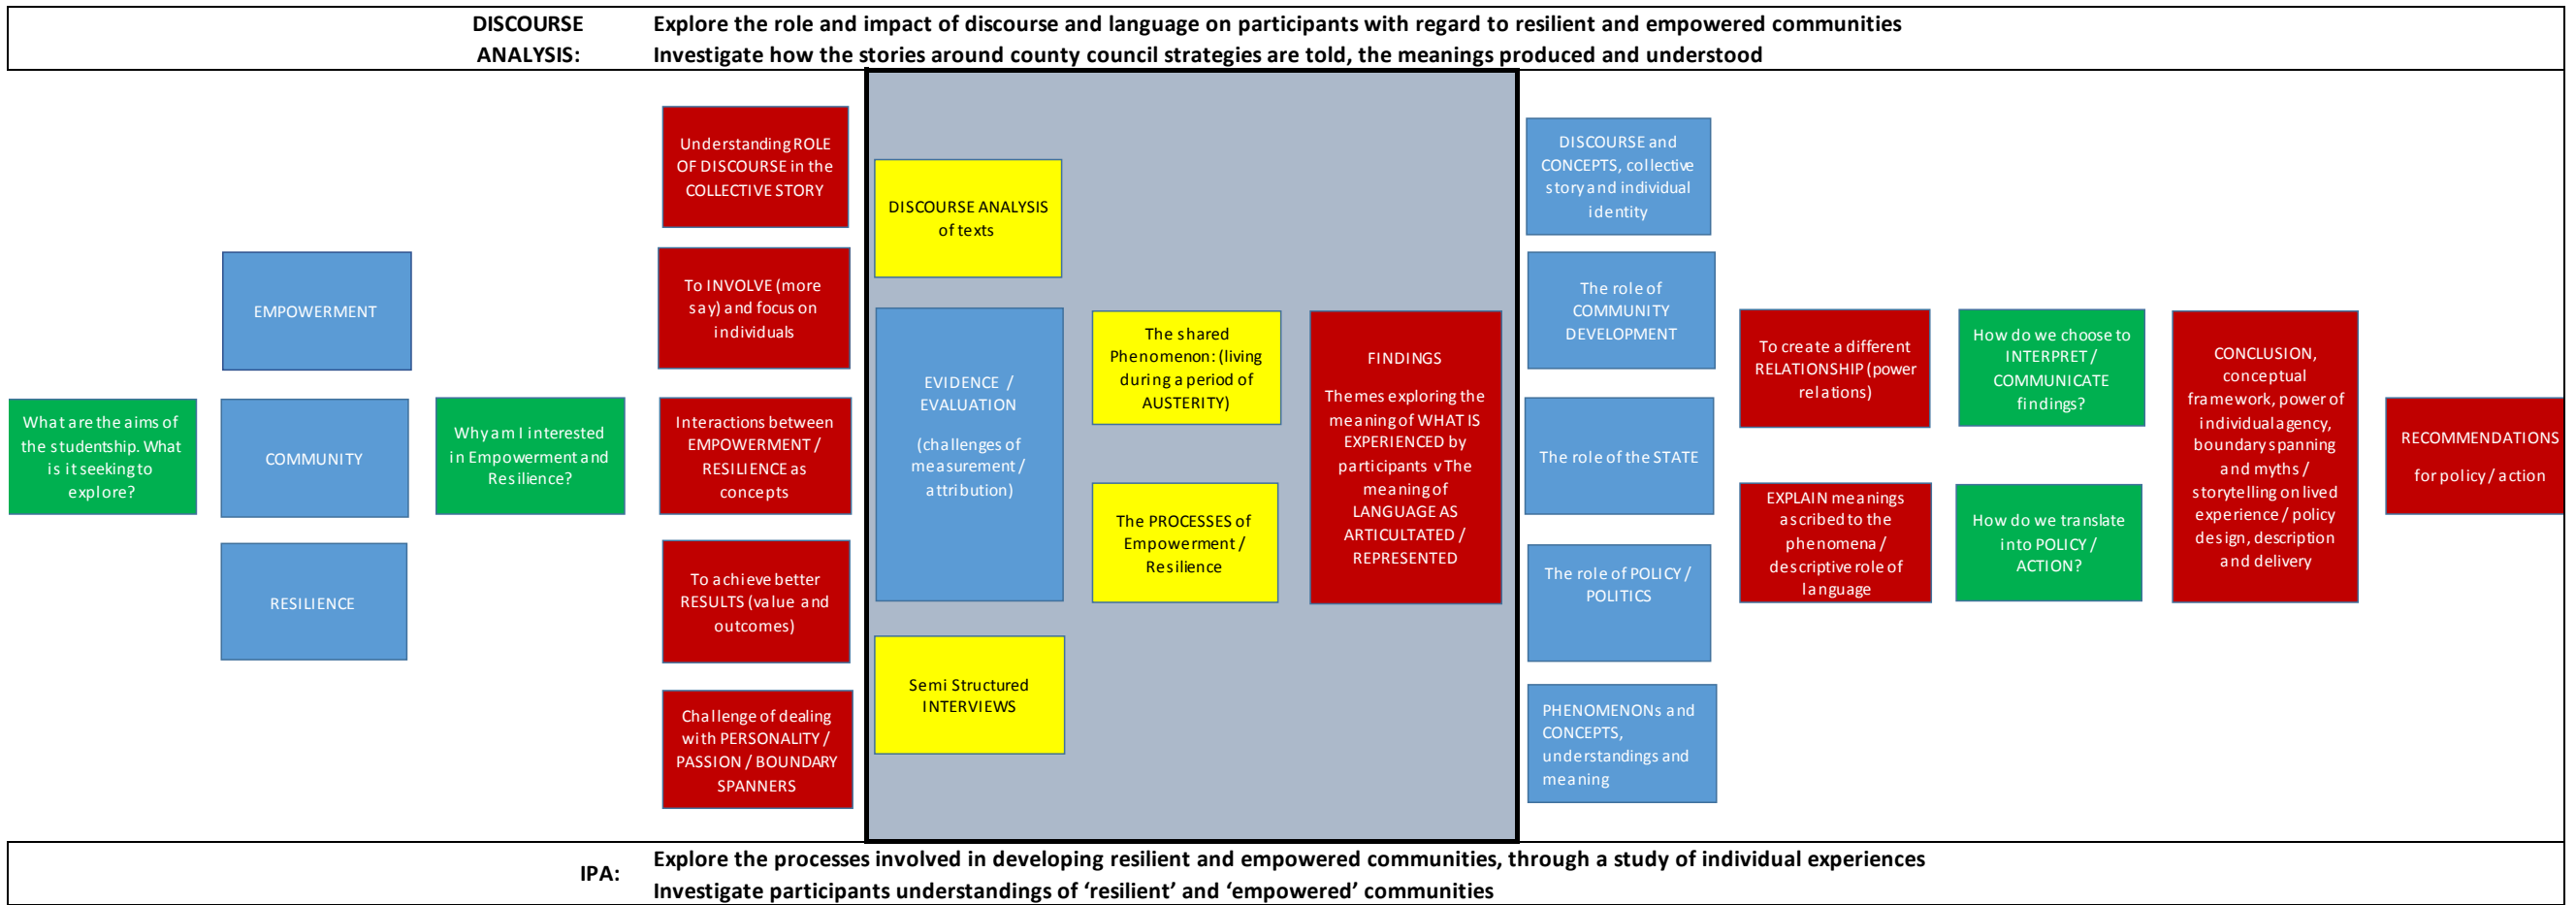 DISCOURSE
ANALYSIS:
Explore the role and impact of discourse and language on participants with regard to resilient and empowered communities
Investigate how the stories around county council strategies are told, the meanings produced and understood
What are the aims of
the studentship. What
is it seeking to
explore?
EMPOWERMENT
COMMUNITY
RESILIENCE
Why am I interested
in Empowerment and
Resilience?
Understanding ROLE
OF DISCOURSE in the
COLLECTIVE STORY
To INVOLVE (more
say) and focus on
individuals
Interactions between
EMPOWERMENT /
RESILIENCE as
concepts
To achieve better
RESULTS (value and
outcomes)
Challenge of dealing
with PERSONALITY /
PASSION / BOUNDARY
SPANNERS
DISCOURSE ANALYSIS
of texts
EVIDENCE /
EVALUATION
(challenges of
measurement /
attribution)
Semi Structured
INTERVIEWS
The shared
Phenomenon: (living
during a period of
AUSTERITY)
The PROCESSES of
Empowerment /
Resilience
FINDINGS
Themes exploring the
meaning of WHAT IS
EXPERIENCED by
participants v The
meaning of
LANGUAGE AS
ARTICULTATED /
REPRESENTED
DISCOURSE and
CONCEPTS, collective
story and individual
identity
The role of
COMMUNITY
DEVELOPMENT
The role of the STATE
The role of POLICY /
POLITICS
PHENOMENONs and
CONCEPTS,
understandings and
meaning
To create a different
RELATIONSHIP (power
relations)
EXPLAIN meanings
ascribed to the
phenomena /
descriptive role of
language
How do we choose to
INTERPRET /
COMMUNICATE
findings?
How do we translate
into POLICY /
ACTION?
CONCLUSION,
conceptual
framework, power of
individual agency,
boundary spanning
and myths /
storytelling on lived
experience / policy
design, description
and delivery
RECOMMENDATIONS
for policy / action
IPA:
Explore the processes involved in developing resilient and empowered communities, through a study of individual experiences
Investigate participants understandings of ‘resilient’ and ‘empowered’ communities